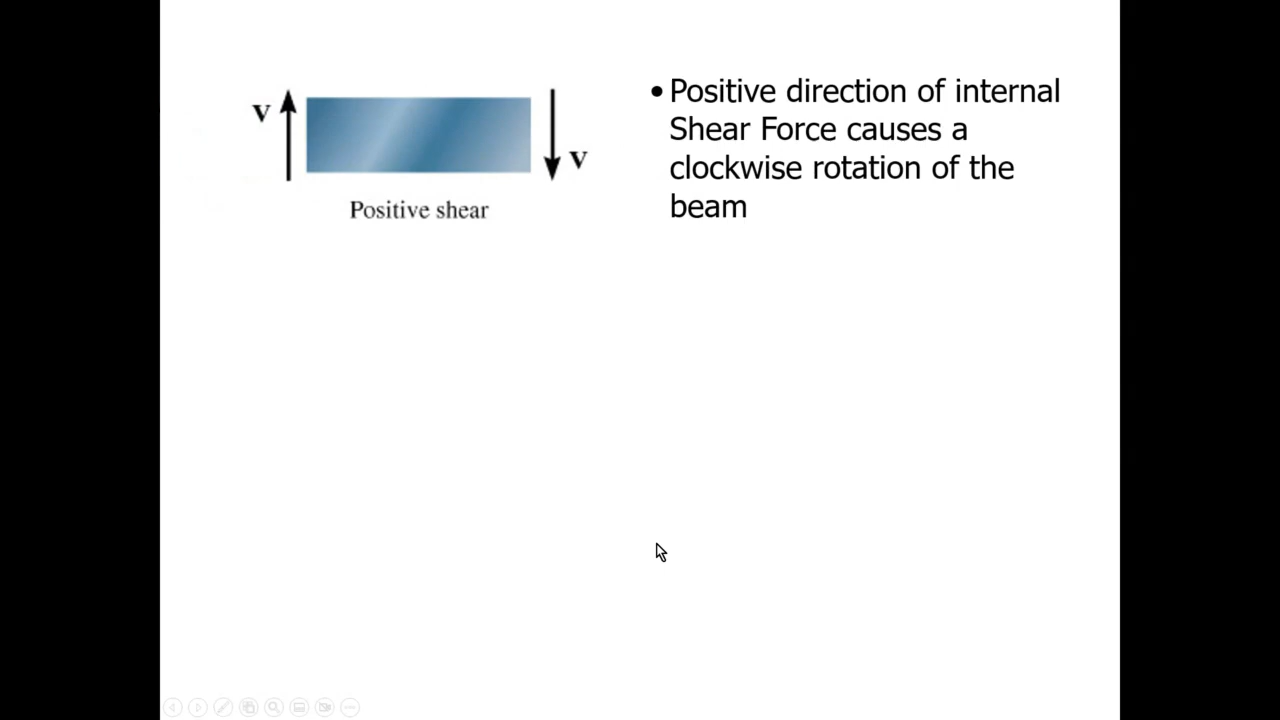 V
V
Positive shear
• Positive direction of internal
Shear Force causes a
clockwise rotation of the
beam